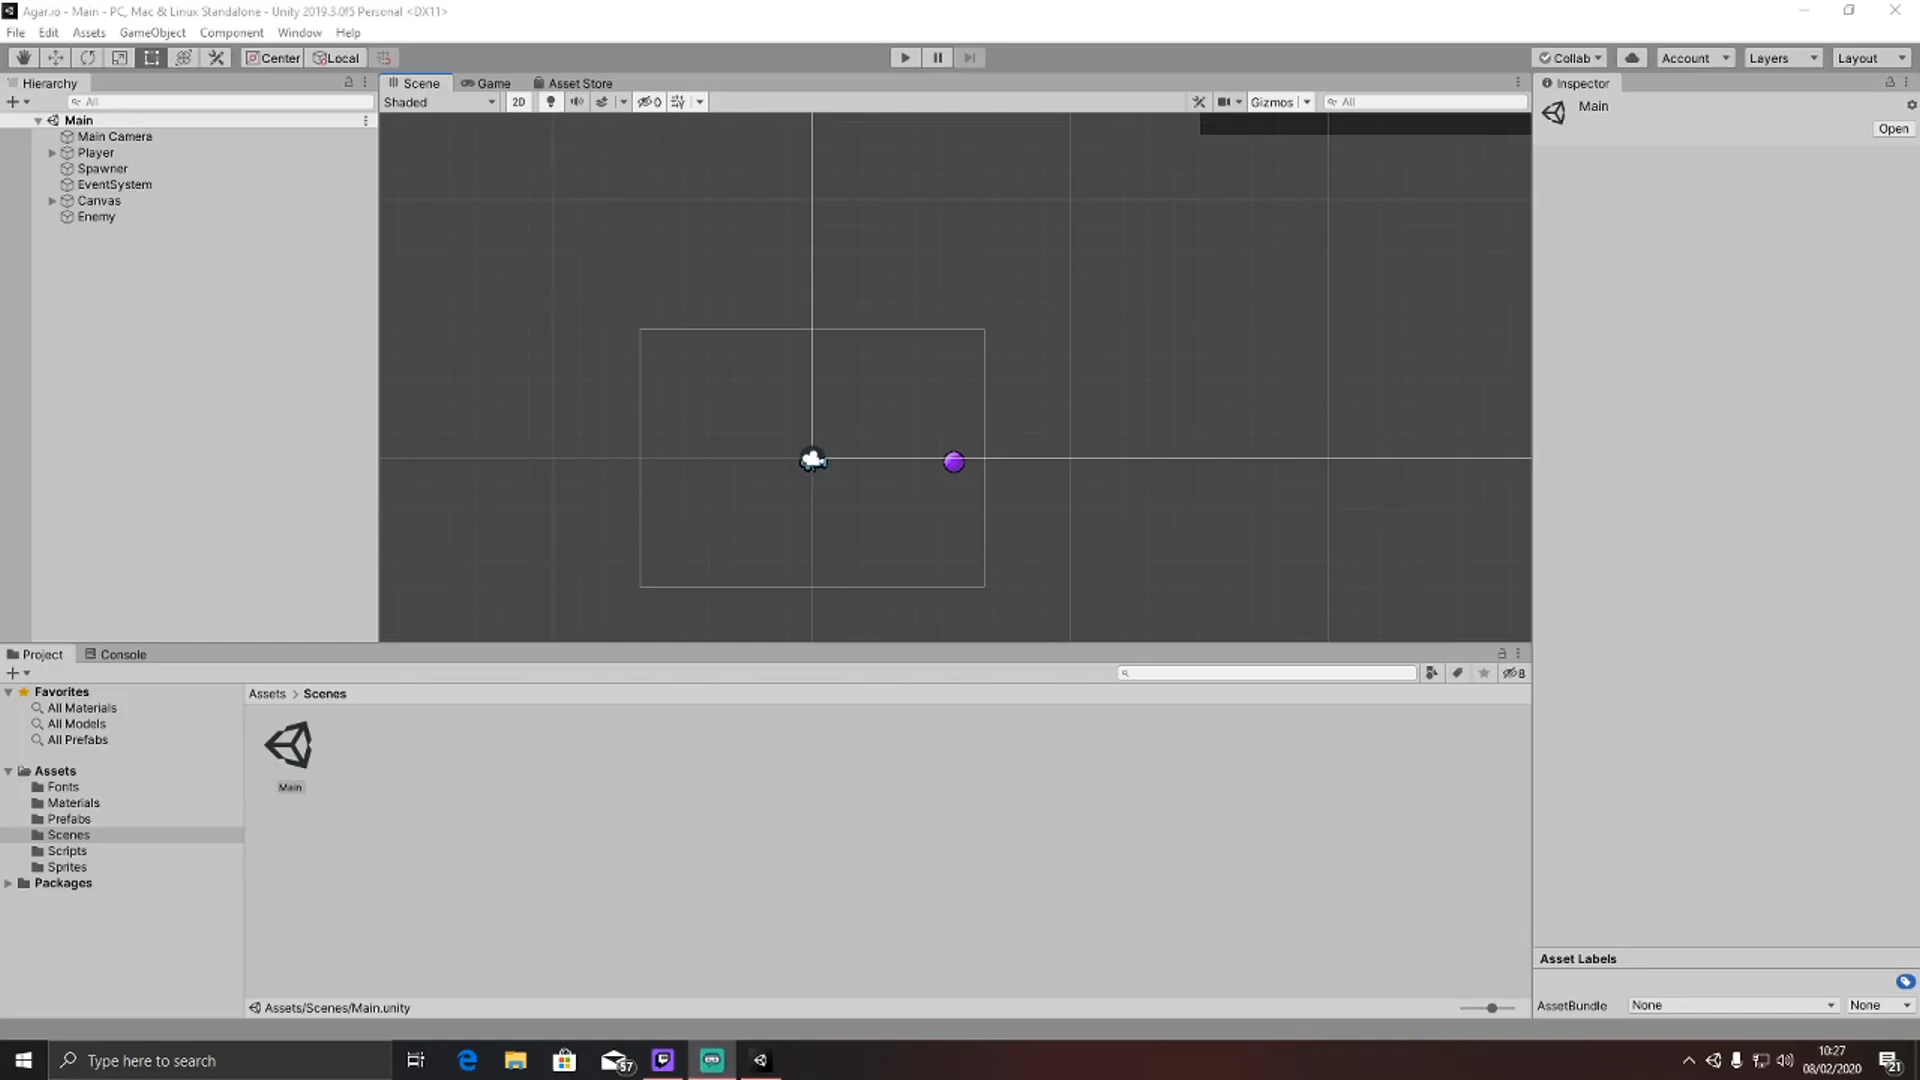 Agar.io - Main - PC, Mac & Linux Standalone - Unity 2019.3.0f5 Personal <DX11>
File Edit Assets GameObject Component Window Help
Center Local Collab Account Layers Layout
Hierarchy Scene Game Asset Store Inspector
All Shaded 2D 0 Gizmos All
Main
Main
Open
Main Camera
Player
Spawner
EventSystem
Canvas
Enemy
Project Console
8
Favorites
All Materials
All Models
All Prefabs
Assets > Scenes
Main
Assets
Fonts
Materials
Prefabs
Scenes
Scripts
Sprites
Packages
Asset Labels
AssetBundle None None
Assets/Scenes/Main.unity
Type here to search
57
10:27
08/02/2020
21